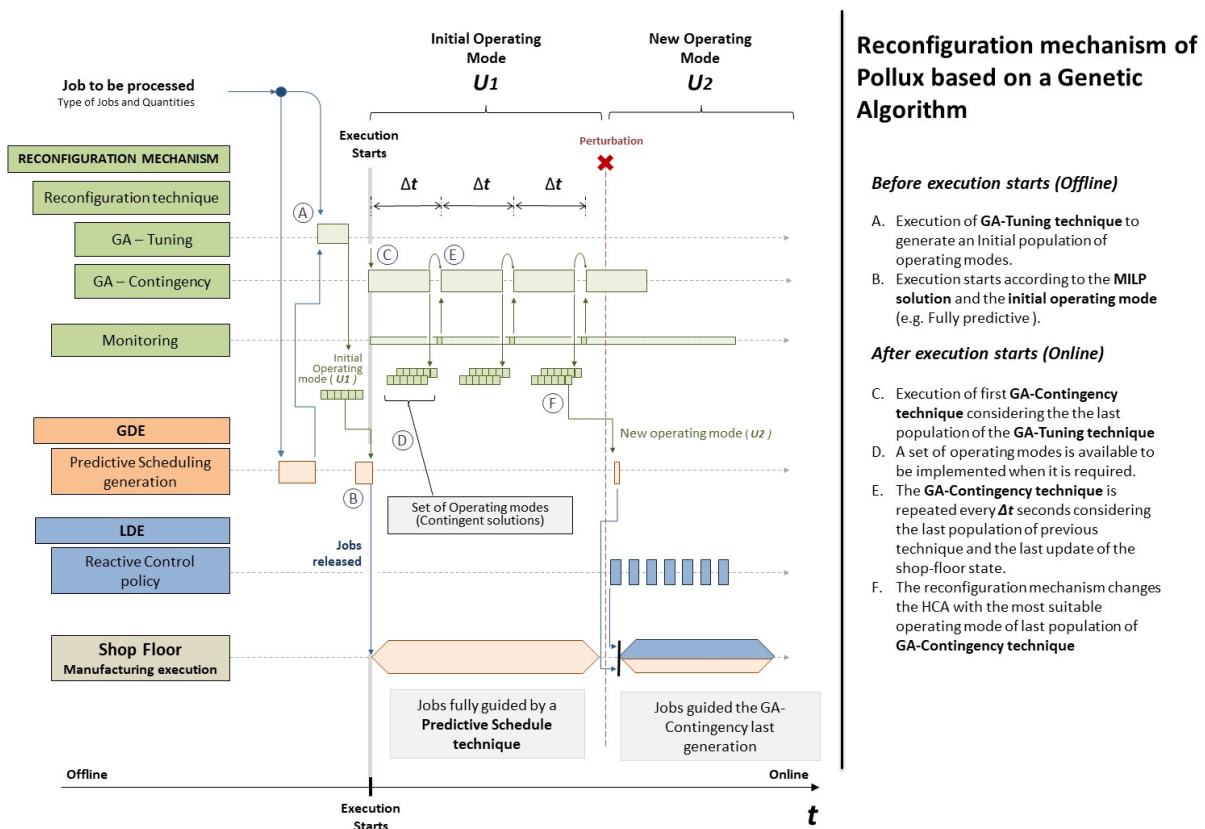 Initial Operating
Mode
U1
New Operating
Mode
U2
Job to be processed
Type of Jobs and Quantities
Execution
Starts
Perturbation
RECONFIGURATION MECHANISM
Reconfiguration technique
GA – Tuning
GA – Contingency
Monitoring
Δt
Δt
Δt
A
C
E
Initial
Operating
mode ( U1 )
F
D
New operating mode ( U2 )
GDE
Predictive Scheduling
generation
B
Set of Operating modes
(Contingent solutions)
LDE
Reactive Control
policy
Jobs
released
Shop Floor
Manufacturing execution
Jobs fully guided by a
Predictive Schedule
technique
Jobs guided the GA-
Contingency last
generation
Offline
Online
Execution
Starts
t
Reconfiguration mechanism of
Pollux based on a Genetic
Algorithm
Before execution starts (Offline)
A. Execution of GA-Tuning technique to
generate an Initial population of
operating modes.
B. Execution starts according to the MILP
solution and the initial operating mode
(e.g. Fully predictive ).
After execution starts (Online)
C. Execution of first GA-Contingency
technique considering the the last
population of the GA-Tuning technique
D. A set of operating modes is available to
be implemented when it is required.
E. The GA-Contingency technique is
repeated every Δt seconds considering
the last population of previous
technique and the last update of the
shop-floor state.
F. The reconfiguration mechanism changes
the HCA with the most suitable
operating mode of last population of
GA-Contingency technique